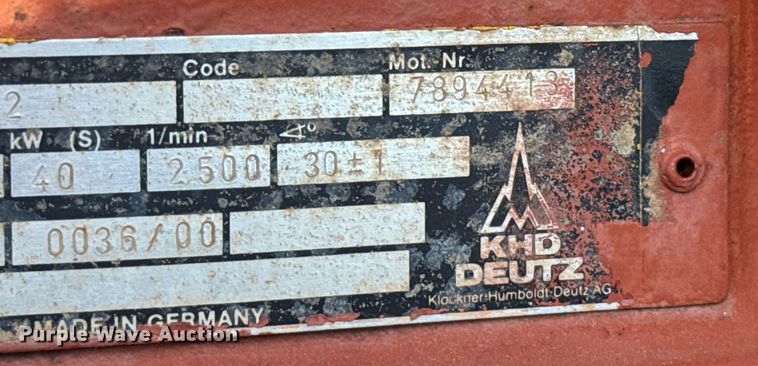 Code Mot.-Nr.
2 7894413
kW (S) 1/min ∢°
40 2500 30±1
0036/00
KHD
DEUTZ
Klöckner-Humboldt-Deutz AG
MADE IN GERMANY
Purple Wave Auction